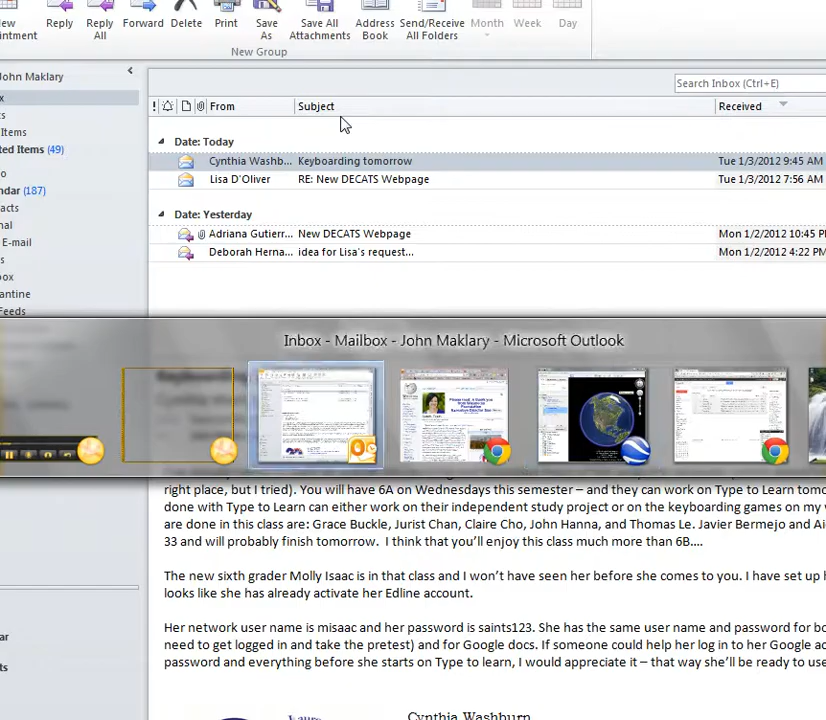 Reply Reply All Forward Delete Print Save As Save All Attachments Address Book Send/Receive All Folders Month Week Day
New Group
John Maklary
Search Inbox (Ctrl+E)
! From Subject Received
Items
(49)
Date: Today
Cynthia Washb... Keyboarding tomorrow Tue 1/3/2012 9:45 AM
Lisa D'Oliver RE: New DECATS Webpage Tue 1/3/2012 7:56 AM
(187)
Date: Yesterday
Adriana Gutierr... New DECATS Webpage Mon 1/2/2012 10:45 P
E-mail
Deborah Herna... idea for Lisa's request... Mon 1/2/2012 4:22 PM
Feeds
Inbox - Mailbox - John Maklary - Microsoft Outlook
right place, but I tried). You will have 6A on Wednesdays this semester – and they can work on Type to Learn tomo
done with Type to Learn can either work on their independent study project or on the keyboarding games on my
are done in this class are: Grace Buckle, Jurist Chan, Claire Cho, John Hanna, and Thomas Le. Javier Bermejo and Ai
33 and will probably finish tomorrow. I think that you'll enjoy this class much more than 6B....
The new sixth grader Molly Isaac is in that class and I won't have seen her before she comes to you. I have set up
looks like she has already activate her Edline account.
Her network user name is misaac and her password is saints123. She has the same user name and password for bo
need to get logged in and take the pretest) and for Google docs. If someone could help her log in to her Google a
password and everything before she starts on Type to learn, I would appreciate it – that way she'll be ready to use
Cynthia Washburn